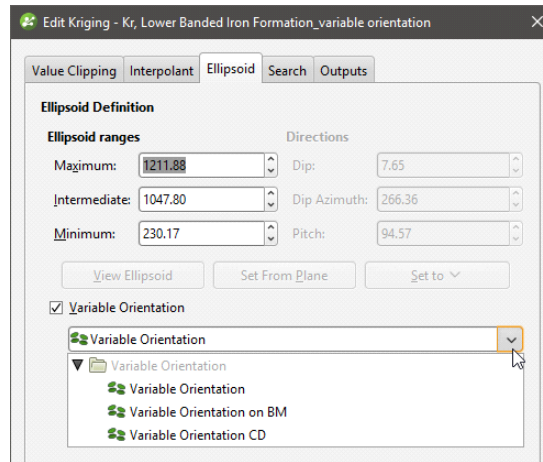 Edit Kriging - Kr, Lower Banded Iron Formation_variable orientation
Value Clipping Interpolant Ellipsoid Search Outputs
Ellipsoid Definition
Ellipsoid ranges Directions
Maximum: 1211.88 Dip: 7.65
Intermediate: 1047.80 Dip Azimuth: 266.36
Minimum: 230.17 Pitch: 94.57
View Ellipsoid Set From Plane Set to
Variable Orientation
Variable Orientation
Variable Orientation
Variable Orientation
Variable Orientation on BM
Variable Orientation CD